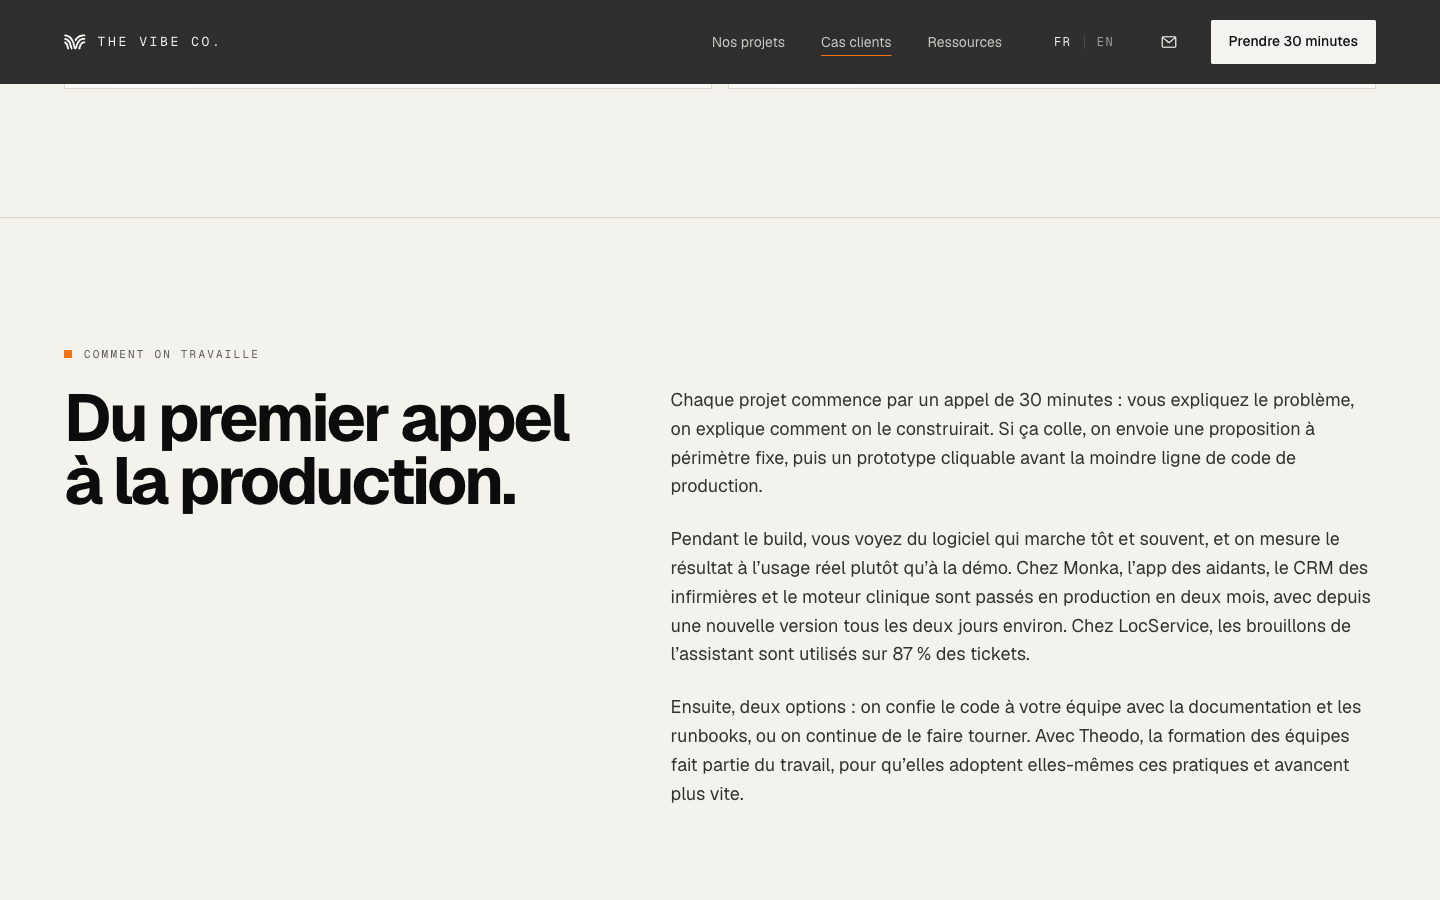 THE VIBE CO.
Nos projets
Cas clients
Ressources
FR
EN
Prendre 30 minutes
COMMENT ON TRAVAILLE
Du premier appel
à la production.
Chaque projet commence par un appel de 30 minutes : vous expliquez le problème,
on explique comment on le construirait. Si ça colle, on envoie une proposition à
périmètre fixe, puis un prototype cliquable avant la moindre ligne de code de
production.
Pendant le build, vous voyez du logiciel qui marche tôt et souvent, et on mesure le
résultat à l’usage réel plutôt qu’à la démo. Chez Monka, l’app des aidants, le CRM des
infirmières et le moteur clinique sont passés en production en deux mois, avec depuis
une nouvelle version tous les deux jours environ. Chez LocService, les brouillons de
l’assistant sont utilisés sur 87 % des tickets.
Ensuite, deux options : on confie le code à votre équipe avec la documentation et les
runbooks, ou on continue de le faire tourner. Avec Theodo, la formation des équipes
fait partie du travail, pour qu’elles adoptent elles-mêmes ces pratiques et avancent
plus vite.